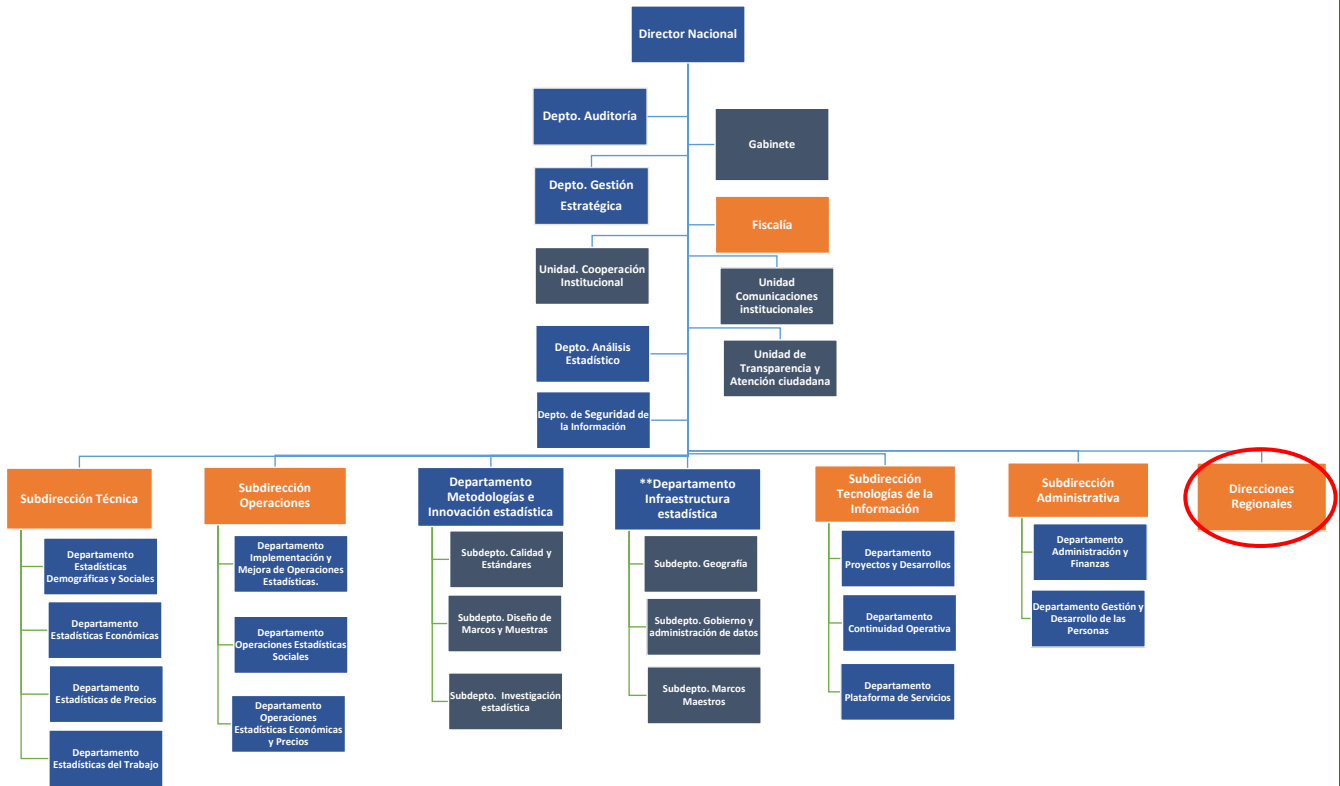 Director Nacional
Depto. Auditoría
Gabinete
Depto. Gestión
Estratégica
Fiscalía
Unidad. Cooperación
Institucional
Unidad
Comunicaciones
institucionales
Depto. Análisis
Estadístico
Unidad de
Transparencia y
Atención ciudadana
Depto. de Seguridad de
la Información
Subdirección Técnica
Departamento
Estadísticas
Demográficas y Sociales
Departamento
Estadísticas Económicas
Departamento
Estadísticas de Precios
Departamento
Estadísticas del Trabajo
Subdirección
Operaciones
Departamento
Implementación y
Mejora de Operaciones
Estadísticas.
Departamento
Operaciones Estadísticas
Sociales
Departamento
Operaciones
Estadísticas Económicas
y Precios
Departamento
Metodologías e
Innovación estadística
Subdepto. Calidad y
Estándares
Subdepto. Diseño de
Marcos y Muestras
Subdepto. Investigación
estadística
**Departamento
Infraestructura
estadística
Subdepto. Geografía
Subdepto. Gobierno y
administración de datos
Subdepto. Marcos
Maestros
Subdirección
Tecnologías de la
Información
Departamento
Proyectos y Desarrollos
Departamento
Continuidad Operativa
Departamento
Plataforma de Servicios
Subdirección
Administrativa
Departamento
Administración y
Finanzas
Departamento Gestión y
Desarrollo de las
Personas
Direcciones
Regionales